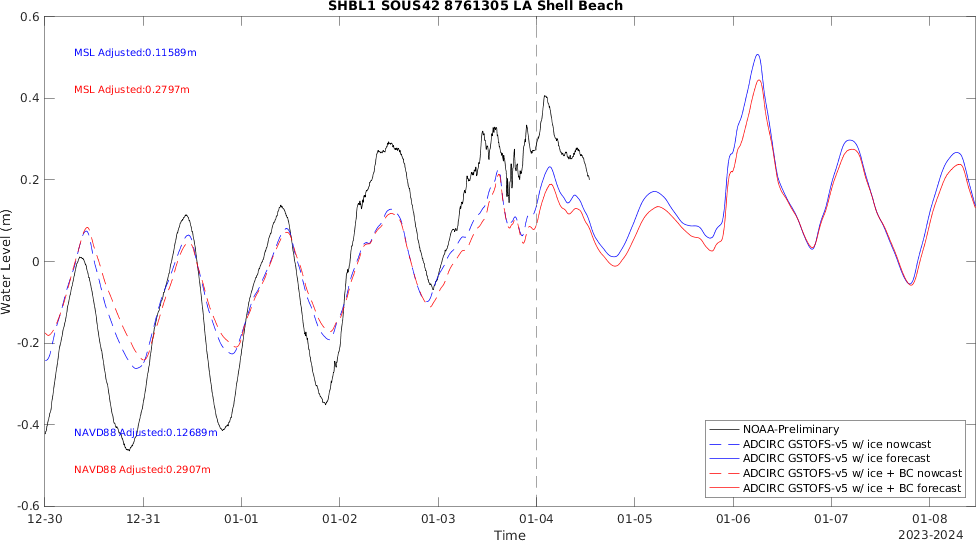 SHBL1 SOUS42 8761305 LA Shell Beach
0.6
0.4
0.2
0
-0.2
-0.4
-0.6
Water Level (m)
MSL Adjusted:0.11589m
MSL Adjusted:0.2797m
NAVD88 Adjusted:0.12689m
NAVD88 Adjusted:0.2907m
NOAA-Preliminary
ADCIRC GSTOFS-v5 w/ ice nowcast
ADCIRC GSTOFS-v5 w/ ice forecast
ADCIRC GSTOFS-v5 w/ ice + BC nowcast
ADCIRC GSTOFS-v5 w/ ice + BC forecast
12-30 12-31 01-01 01-02 01-03 01-04 01-05 01-06 01-07 01-08
Time
2023-2024